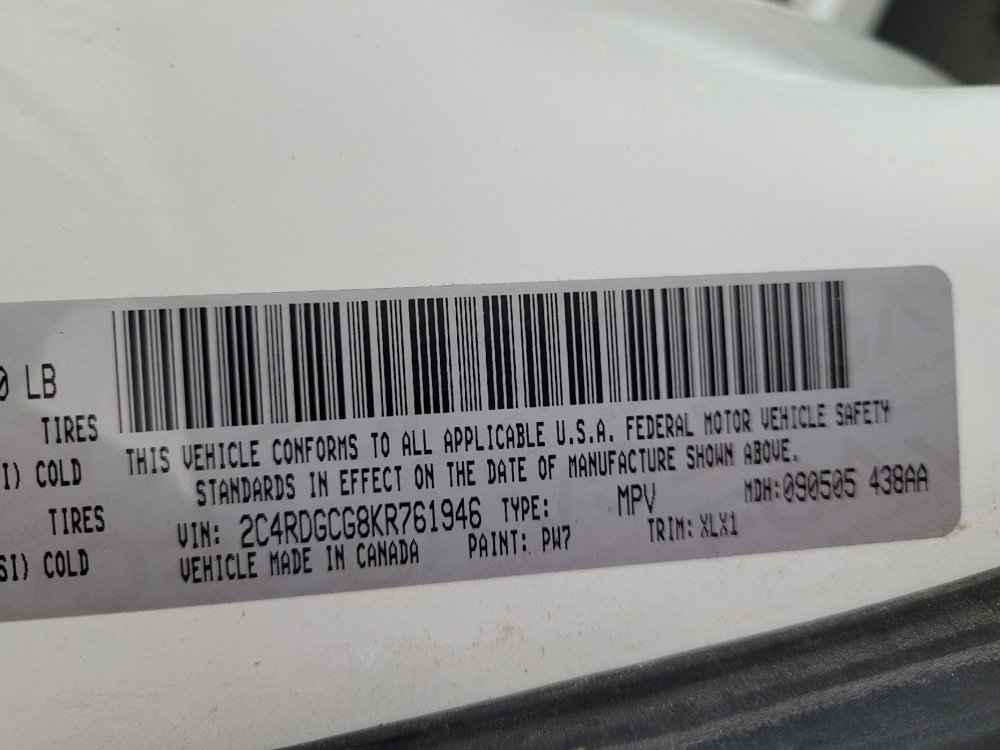 0 LB
TIRES
I) COLD
TIRES
SI) COLD
THIS VEHICLE CONFORMS TO ALL APPLICABLE U.S.A. FEDERAL MOTOR VEHICLE SAFETY
STANDARDS IN EFFECT ON THE DATE OF MANUFACTURE SHOWN ABOVE.
VIN: 2C4RDGCG8KR761946 TYPE: MPV MDH:090505 438AA
VEHICLE MADE IN CANADA PAINT: PW7 TRIM: XLX1